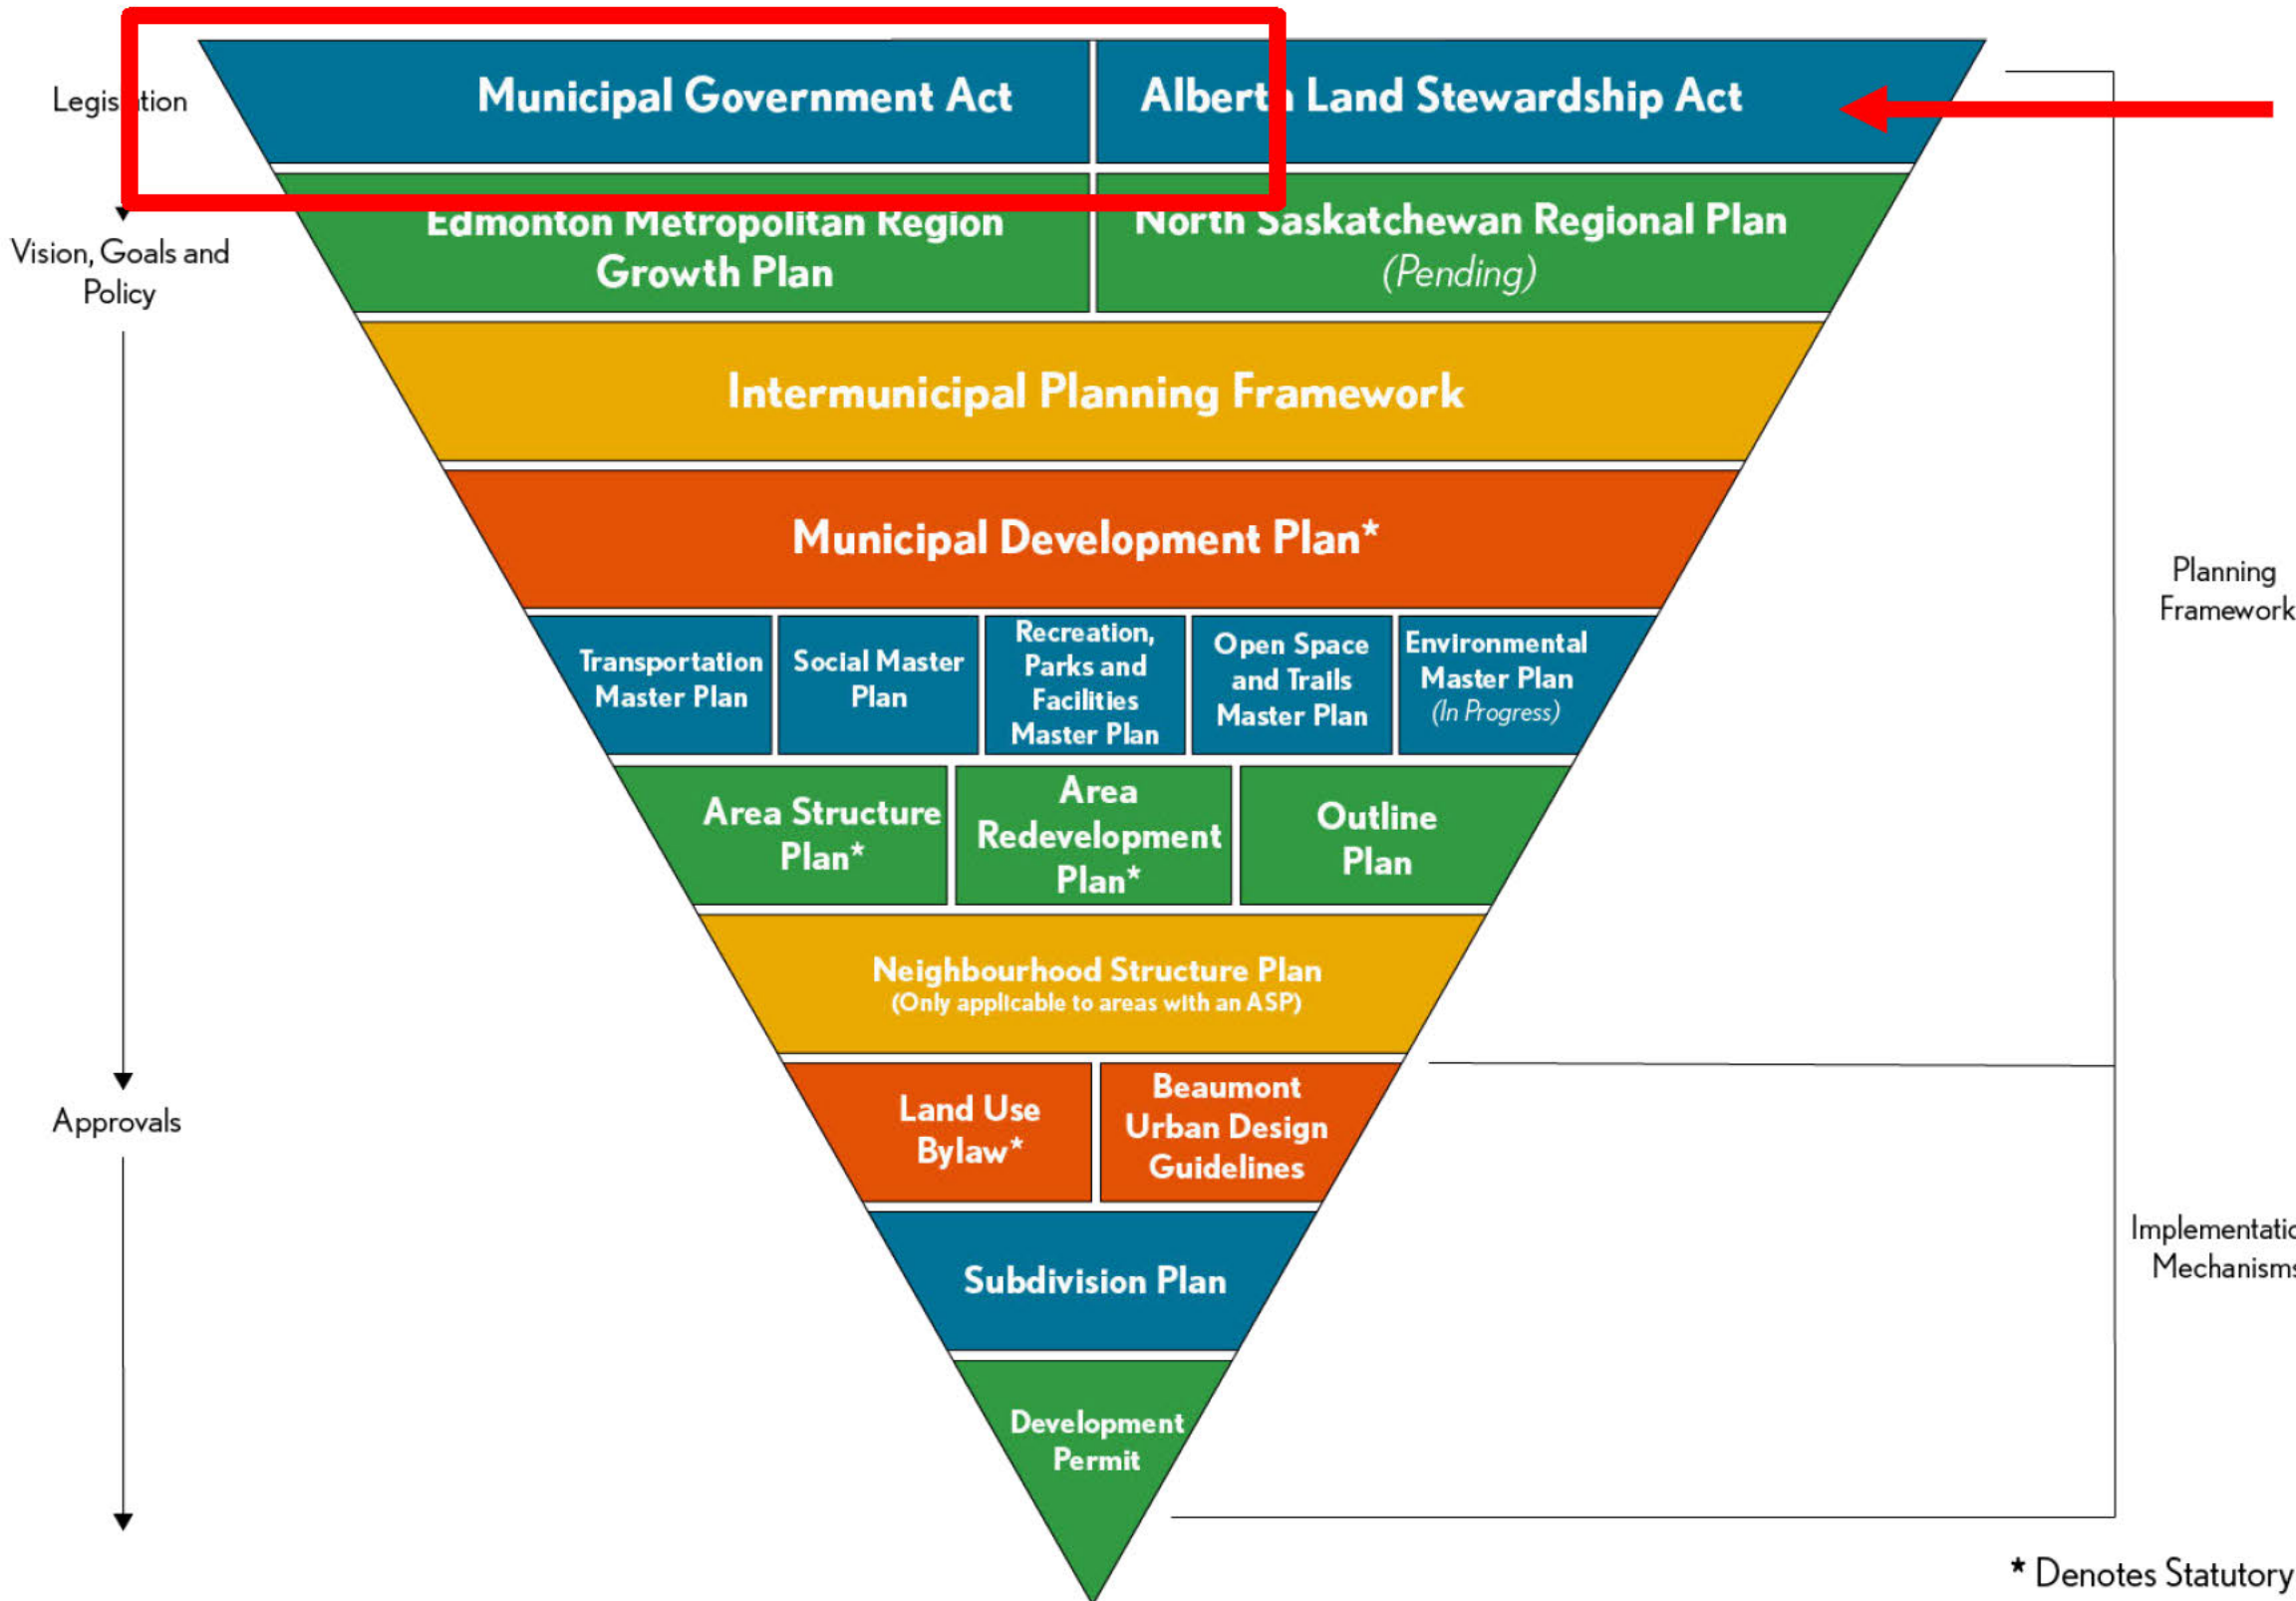 Legislation
Municipal Government Act
Alberta Land Stewardship Act
Vision, Goals and
Policy
Edmonton Metropolitan Region
Growth Plan
North Saskatchewan Regional Plan
(Pending)
Intermunicipal Planning Framework
Municipal Development Plan*
Planning
Framework
Transportation
Master Plan
Social Master
Plan
Recreation,
Parks and
Facilities
Master Plan
Open Space
and Trails
Master Plan
Environmental
Master Plan
(In Progress)
Area Structure
Plan*
Area
Redevelopment
Plan*
Outline
Plan
Neighbourhood Structure Plan
(Only applicable to areas with an ASP)
Approvals
Land Use
Bylaw*
Beaumont
Urban Design
Guidelines
Implementatio
Mechanisms
Subdivision Plan
Development
Permit
* Denotes Statutory